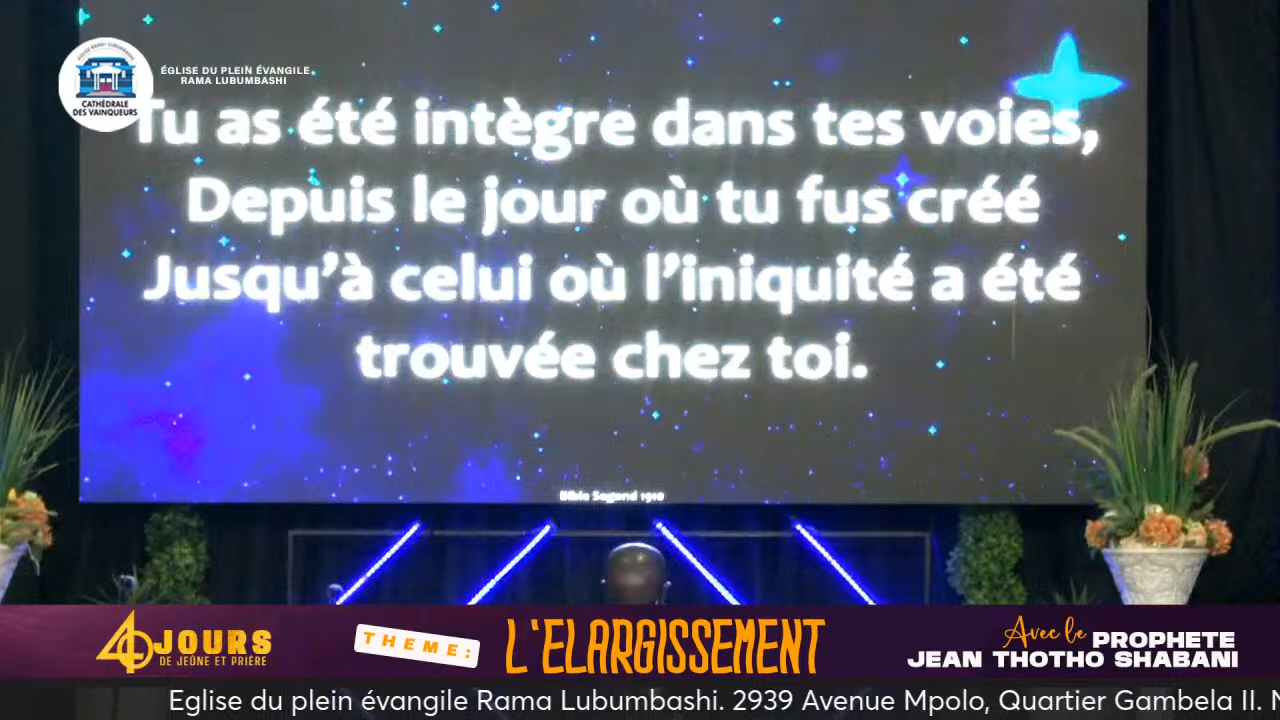 ÉGLISE DU PLEIN ÉVANGILE
RAMA LUBUMBASHI
CATHÉDRALE
DES VAINQUEURS
Tu as été intègre dans tes voies,
Depuis le jour où tu fus créé
Jusqu'à celui où l'iniquité a été
trouvée chez toi.
Bible Segond 1910
40 JOURS
DE JEÛNE ET PRIÈRE
THEME:
L'ELARGISSEMENT
Avec le PROPHETE
JEAN THOTHO SHABANI
Eglise du plein évangile Rama Lubumbashi. 2939 Avenue Mpolo, Quartier Gambela II.